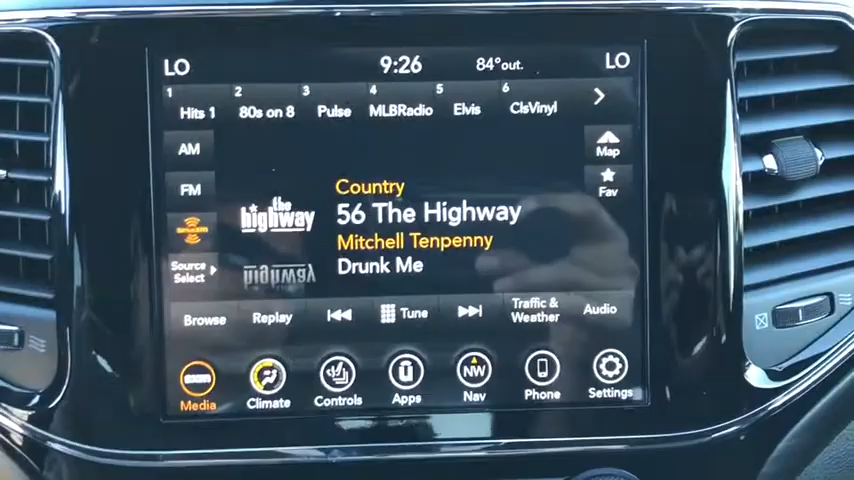 LO 9:26 84°out. LO
1 2 3 4 5 6
Hits 1 80s on 8 Pulse MLBRadio Elvis ClsVinyl
AM
Map
FM
Fav
SiriusXM
Source
Select
the
highway
Country
56 The Highway
Mitchell Tenpenny
Drunk Me
Browse Replay Tune Traffic &
Weather Audio
NW
Media Climate Controls Apps Nav Phone Settings